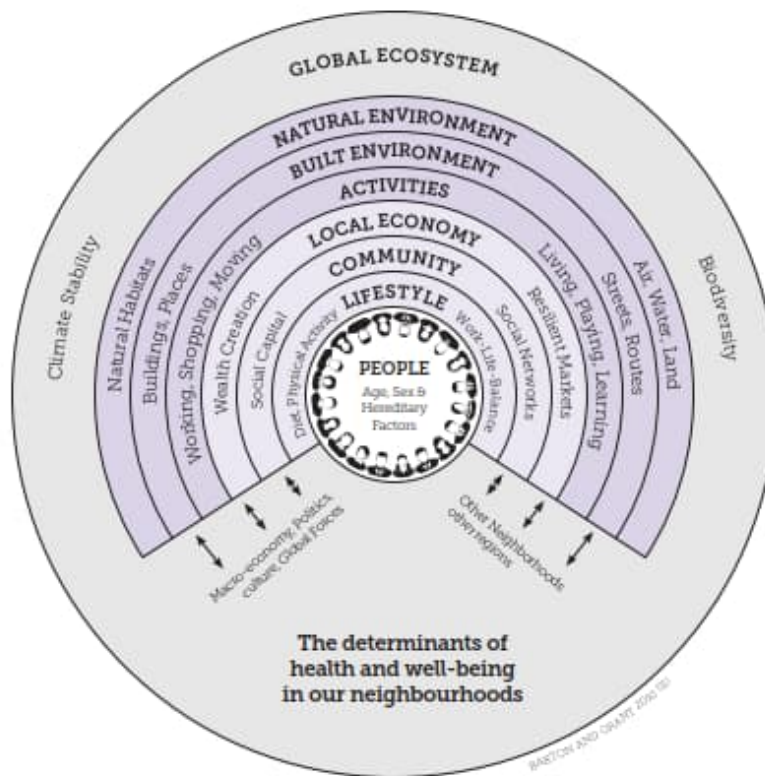 GLOBAL ECOSYSTEM
NATURAL ENVIRONMENT
BUILT ENVIRONMENT
ACTIVITIES
LOCAL ECONOMY
COMMUNITY
LIFESTYLE
Climate Stability
Natural Habitats
Buildings, Places
Working, Shopping, Moving
Wealth Creation
Social Capital
Diet, Physical Activity
PEOPLE
Age, Sex &
Hereditary
Factors
Work-Life-Balance
Social Networks
Resilient Markets
Living, Playing, Learning
Streets, Routes
Air, Water, Land
Biodiversity
Macro-economy, Politics,
culture, Global Forces
Other Neighborhoods
other regions
The determinants of
health and well-being
in our neighbourhoods
BARTON AND GRANT 2010